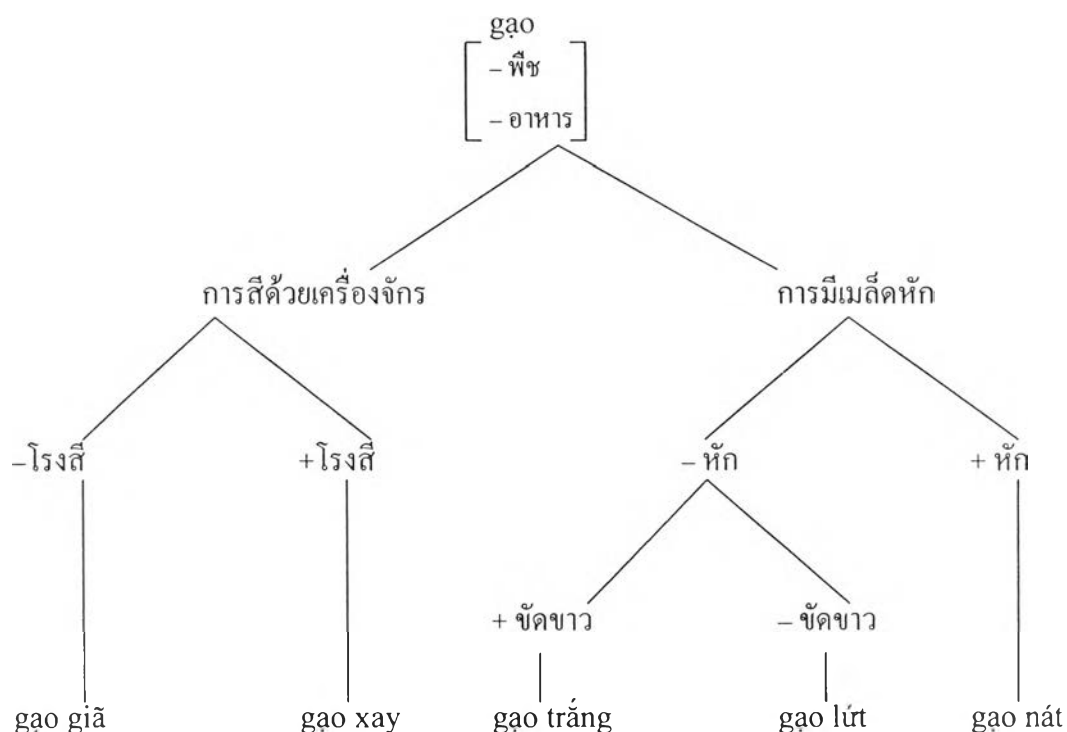 gạo
– พืช
– อาหาร
การสีด้วยเครื่องจักร การมีเมล็ดหัก
–โรงสี +โรงสี – หัก + หัก
+ ขัดขาว – ขัดขาว
gạo giã gạo xay gạo trắng gạo lứt gạo nát